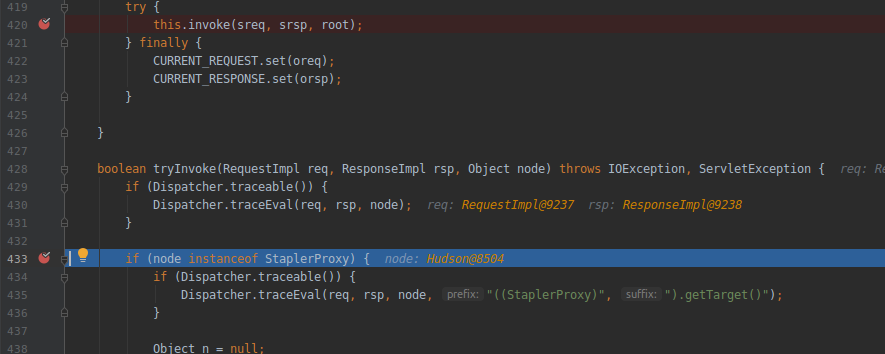 419 try {
420 this.invoke(sreq, srsp, root);
421 } finally {
422 CURRENT_REQUEST.set(oreq);
423 CURRENT_RESPONSE.set(orsp);
424 }
425
426 }
427
428 boolean tryInvoke(RequestImpl req, ResponseImpl rsp, Object node) throws IOException, ServletException { req: Re
429 if (Dispatcher.traceable()) {
430 Dispatcher.traceEval(req, rsp, node); req: RequestImpl@9237 rsp: ResponseImpl@9238
431 }
432
433 if (node instanceof StaplerProxy) { node: Hudson@8504
434 if (Dispatcher.traceable()) {
435 Dispatcher.traceEval(req, rsp, node, prefix: "((StaplerProxy)", suffix: ").getTarget()");
436 }
437
438 Object n = null;